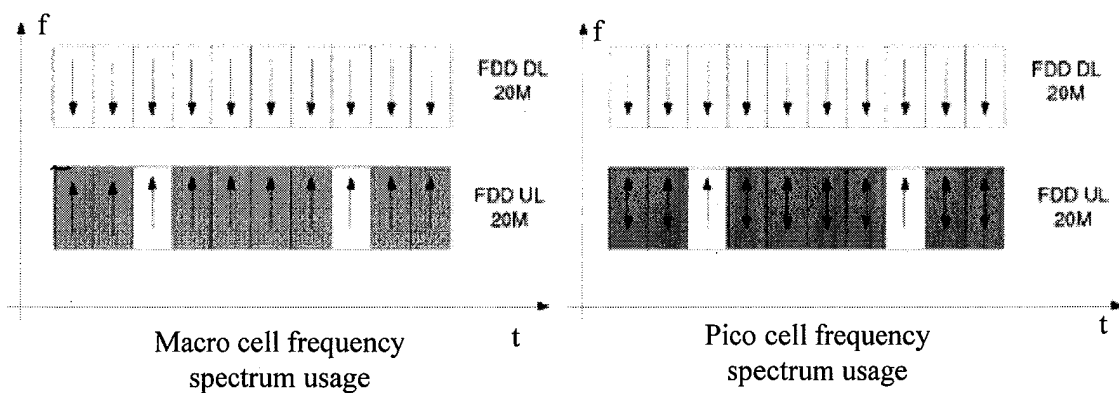 f
FDD DL
20M
FDD UL
20M
t
Macro cell frequency
spectrum usage
f
FDD DL
20M
FDD UL
20M
t
Pico cell frequency
spectrum usage